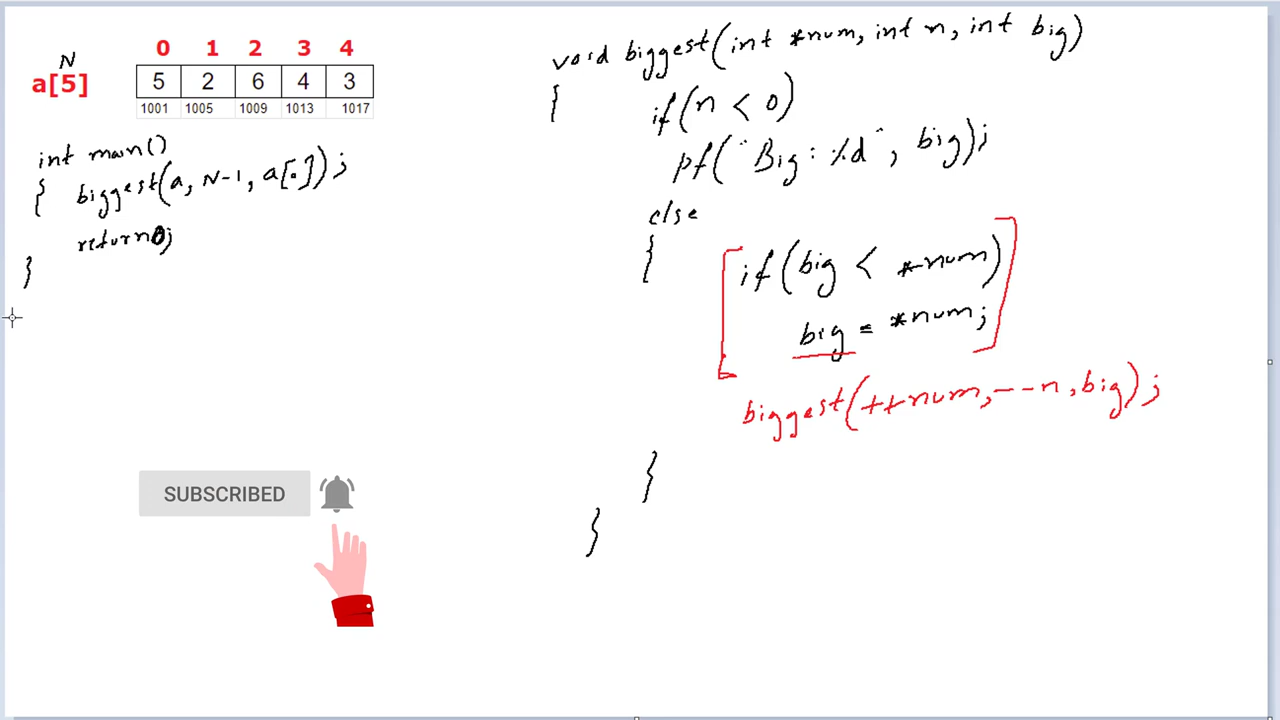 N
0 1 2 3 4
a[5] 5 2 6 4 3
1001 1005 1009 1013 1017
int main()
{ biggest(a, N-1, a[0]);
return 0;
}
void biggest(int *num, int n, int big)
{
if(n < 0)
pf("Big: %d", big);
else
{
if(big < *num)
big = *num;
biggest(++num, --n, big);
}
}
SUBSCRIBED